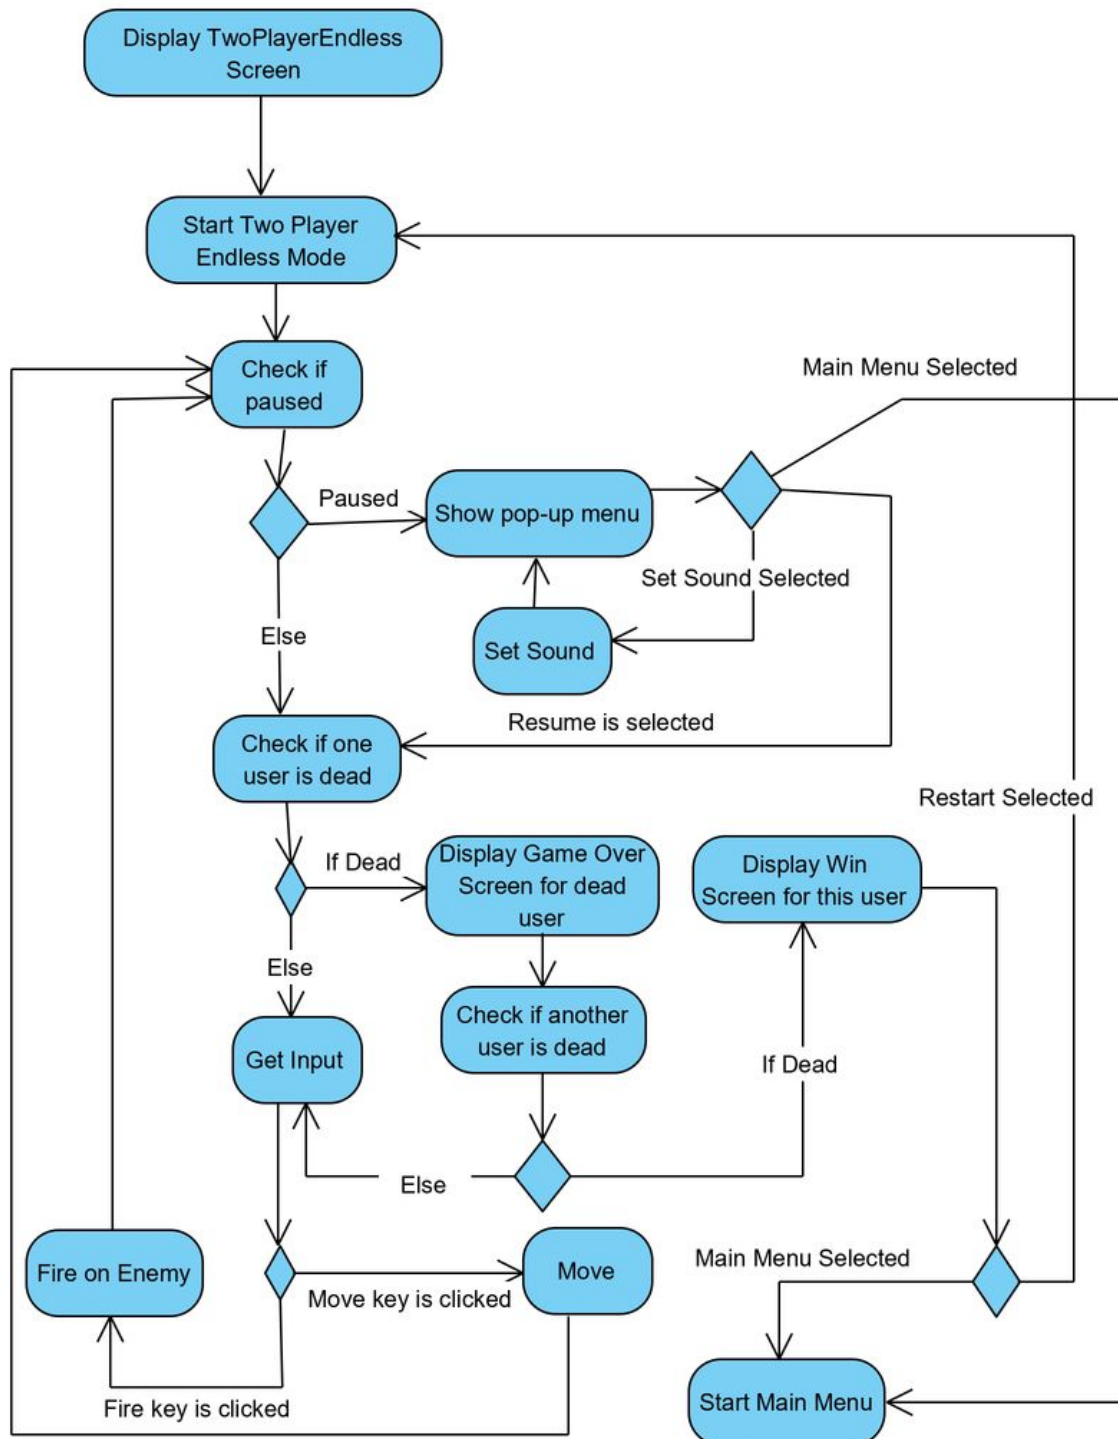 Display TwoPlayerEndless
Screen
Start Two Player
Endless Mode
Check if
paused
Main Menu Selected
Paused
Show pop-up menu
Set Sound Selected
Else
Set Sound
Resume is selected
Check if one
user is dead
Restart Selected
If Dead
Display Game Over
Screen for dead
user
Display Win
Screen for this user
Else
Check if another
user is dead
Get Input
If Dead
Else
Main Menu Selected
Fire on Enemy
Move
Move key is clicked
Fire key is clicked
Start Main Menu